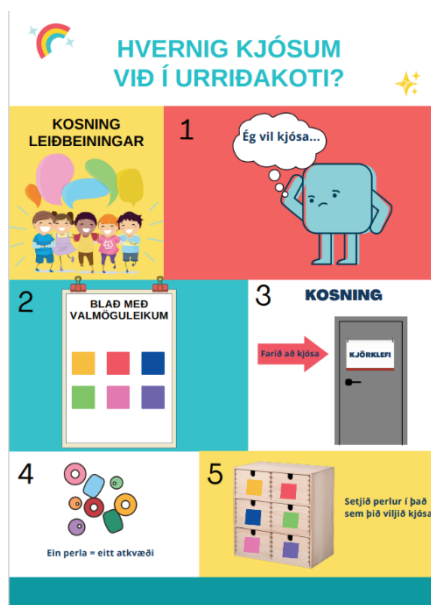 HVERNIG KJÓSUM
VIÐ Í URRIÐAKOTI?
KOSNING
LEIÐBEININGAR
1
Ég vil kjósa...
2
BLAÐ MEÐ
VALMÖGULEIKUM
3
KOSNING
Farið að kjósa
KJÖRKLEFI
4
Ein perla = eitt atkvæði
5
Setjið perlur í það
sem þið viljið kjósa